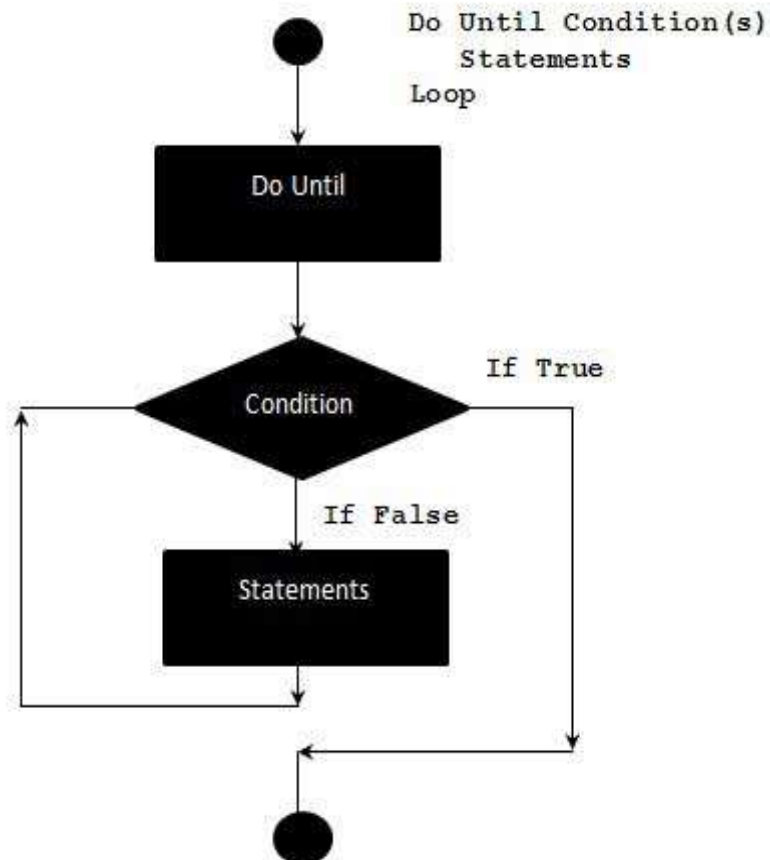 Do Until Condition(s)
Statements
Loop
Do Until
Condition
If True
If False
Statements